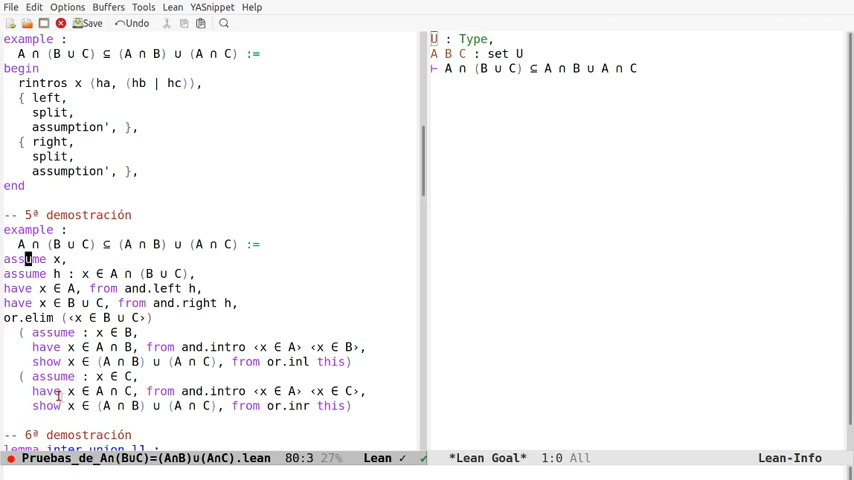 File Edit Options Buffers Tools Lean YASnippet Help
Save Undo
example :
A ∩ (B ∪ C) ⊆ (A ∩ B) ∪ (A ∩ C) :=
begin
rintros x ⟨ha, (hb | hc)⟩,
{ left,
split,
assumption', },
{ right,
split,
assumption', },
end
-- 5ª demostración
example :
A ∩ (B ∪ C) ⊆ (A ∩ B) ∪ (A ∩ C) :=
assume x,
assume h : x ∈ A ∩ (B ∪ C),
have x ∈ A, from and.left h,
have x ∈ B ∪ C, from and.right h,
or.elim (‹x ∈ B ∪ C›)
( assume : x ∈ B,
have x ∈ A ∩ B, from and.intro ‹x ∈ A› ‹x ∈ B›,
show x ∈ (A ∩ B) ∪ (A ∩ C), from or.inl this)
( assume : x ∈ C,
have x ∈ A ∩ C, from and.intro ‹x ∈ A› ‹x ∈ C›,
show x ∈ (A ∩ B) ∪ (A ∩ C), from or.inr this)
-- 6ª demostración
lemma inter_union_l1 :
Pruebas_de_A∩(B∪C)=(A∩B)∪(A∩C).lean 80:3 27% Lean ✓
U : Type,
A B C : set U
⊢ A ∩ (B ∪ C) ⊆ A ∩ B ∪ A ∩ C
*Lean Goal* 1:0 All Lean-Info